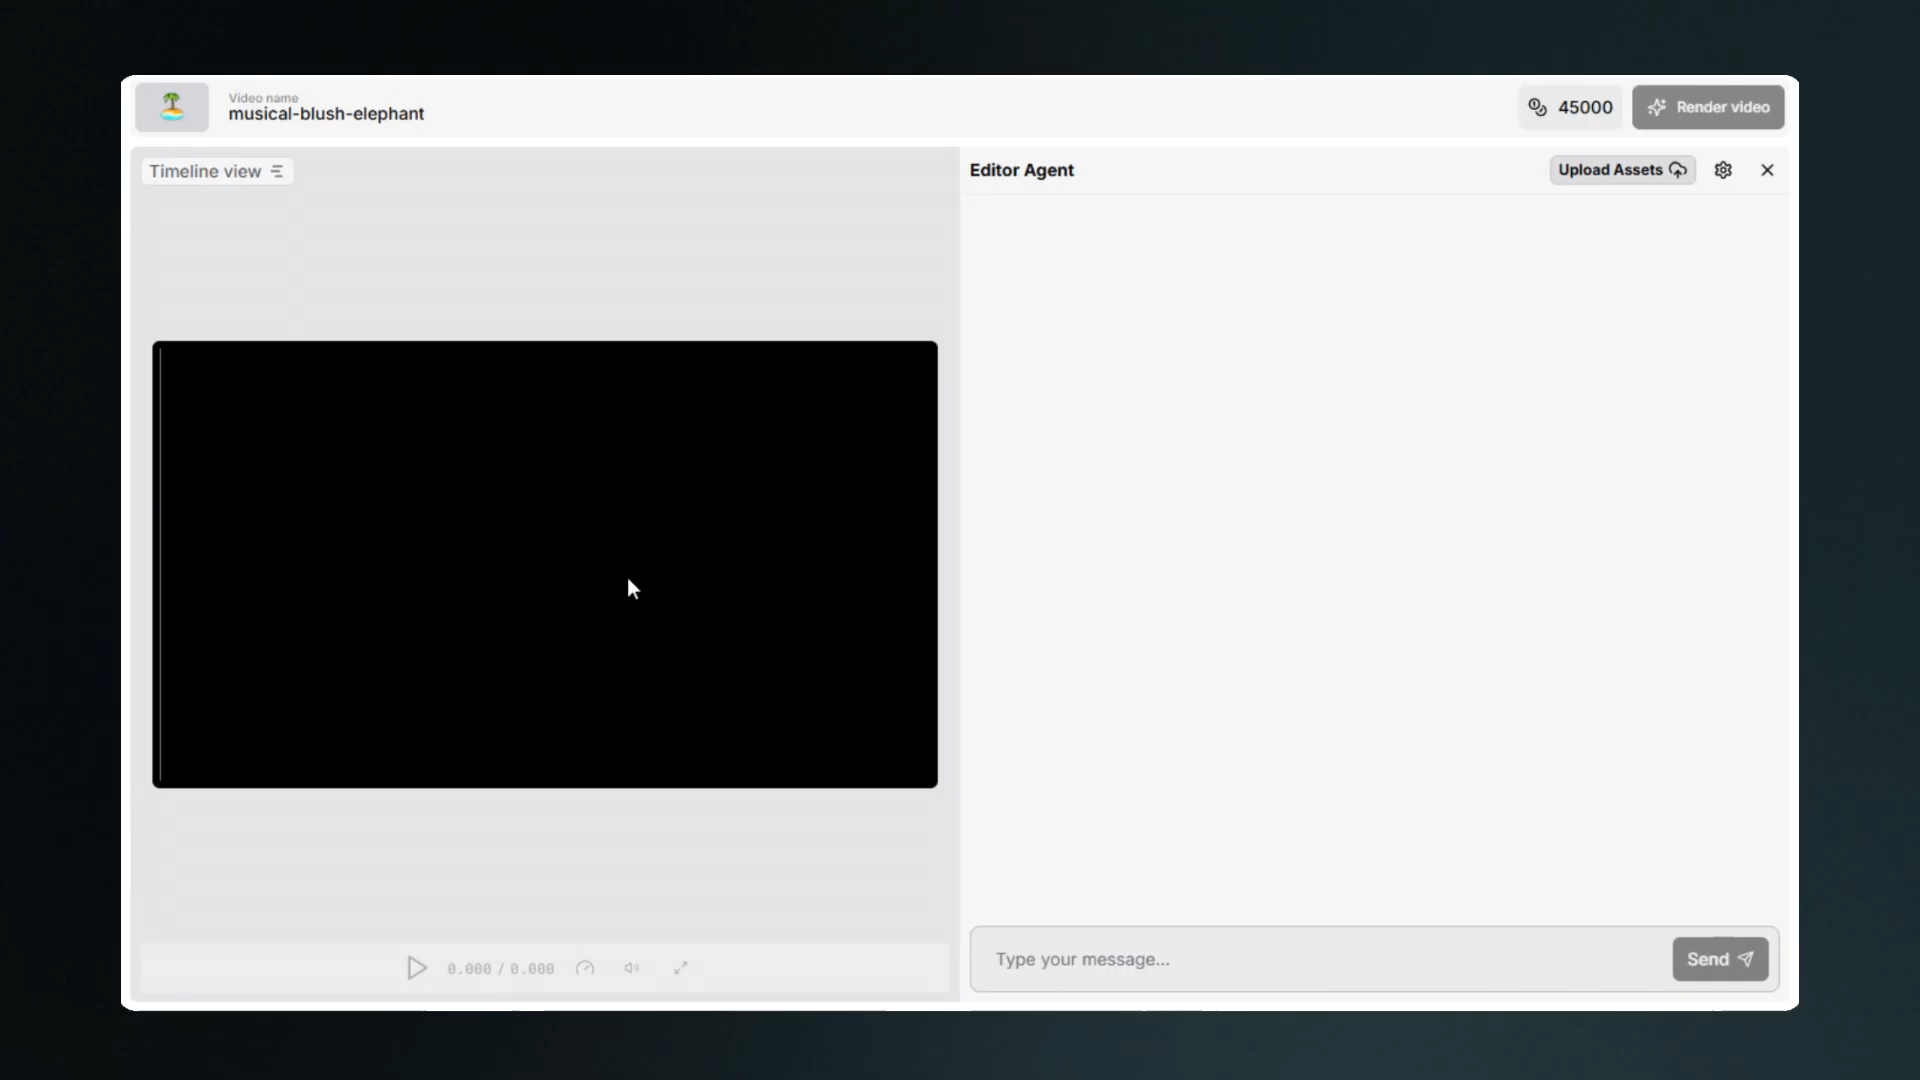 Video name
musical-blush-elephant
45000
Render video
Timeline view
Editor Agent
Upload Assets
0.000 / 0.000
Type your message...
Send